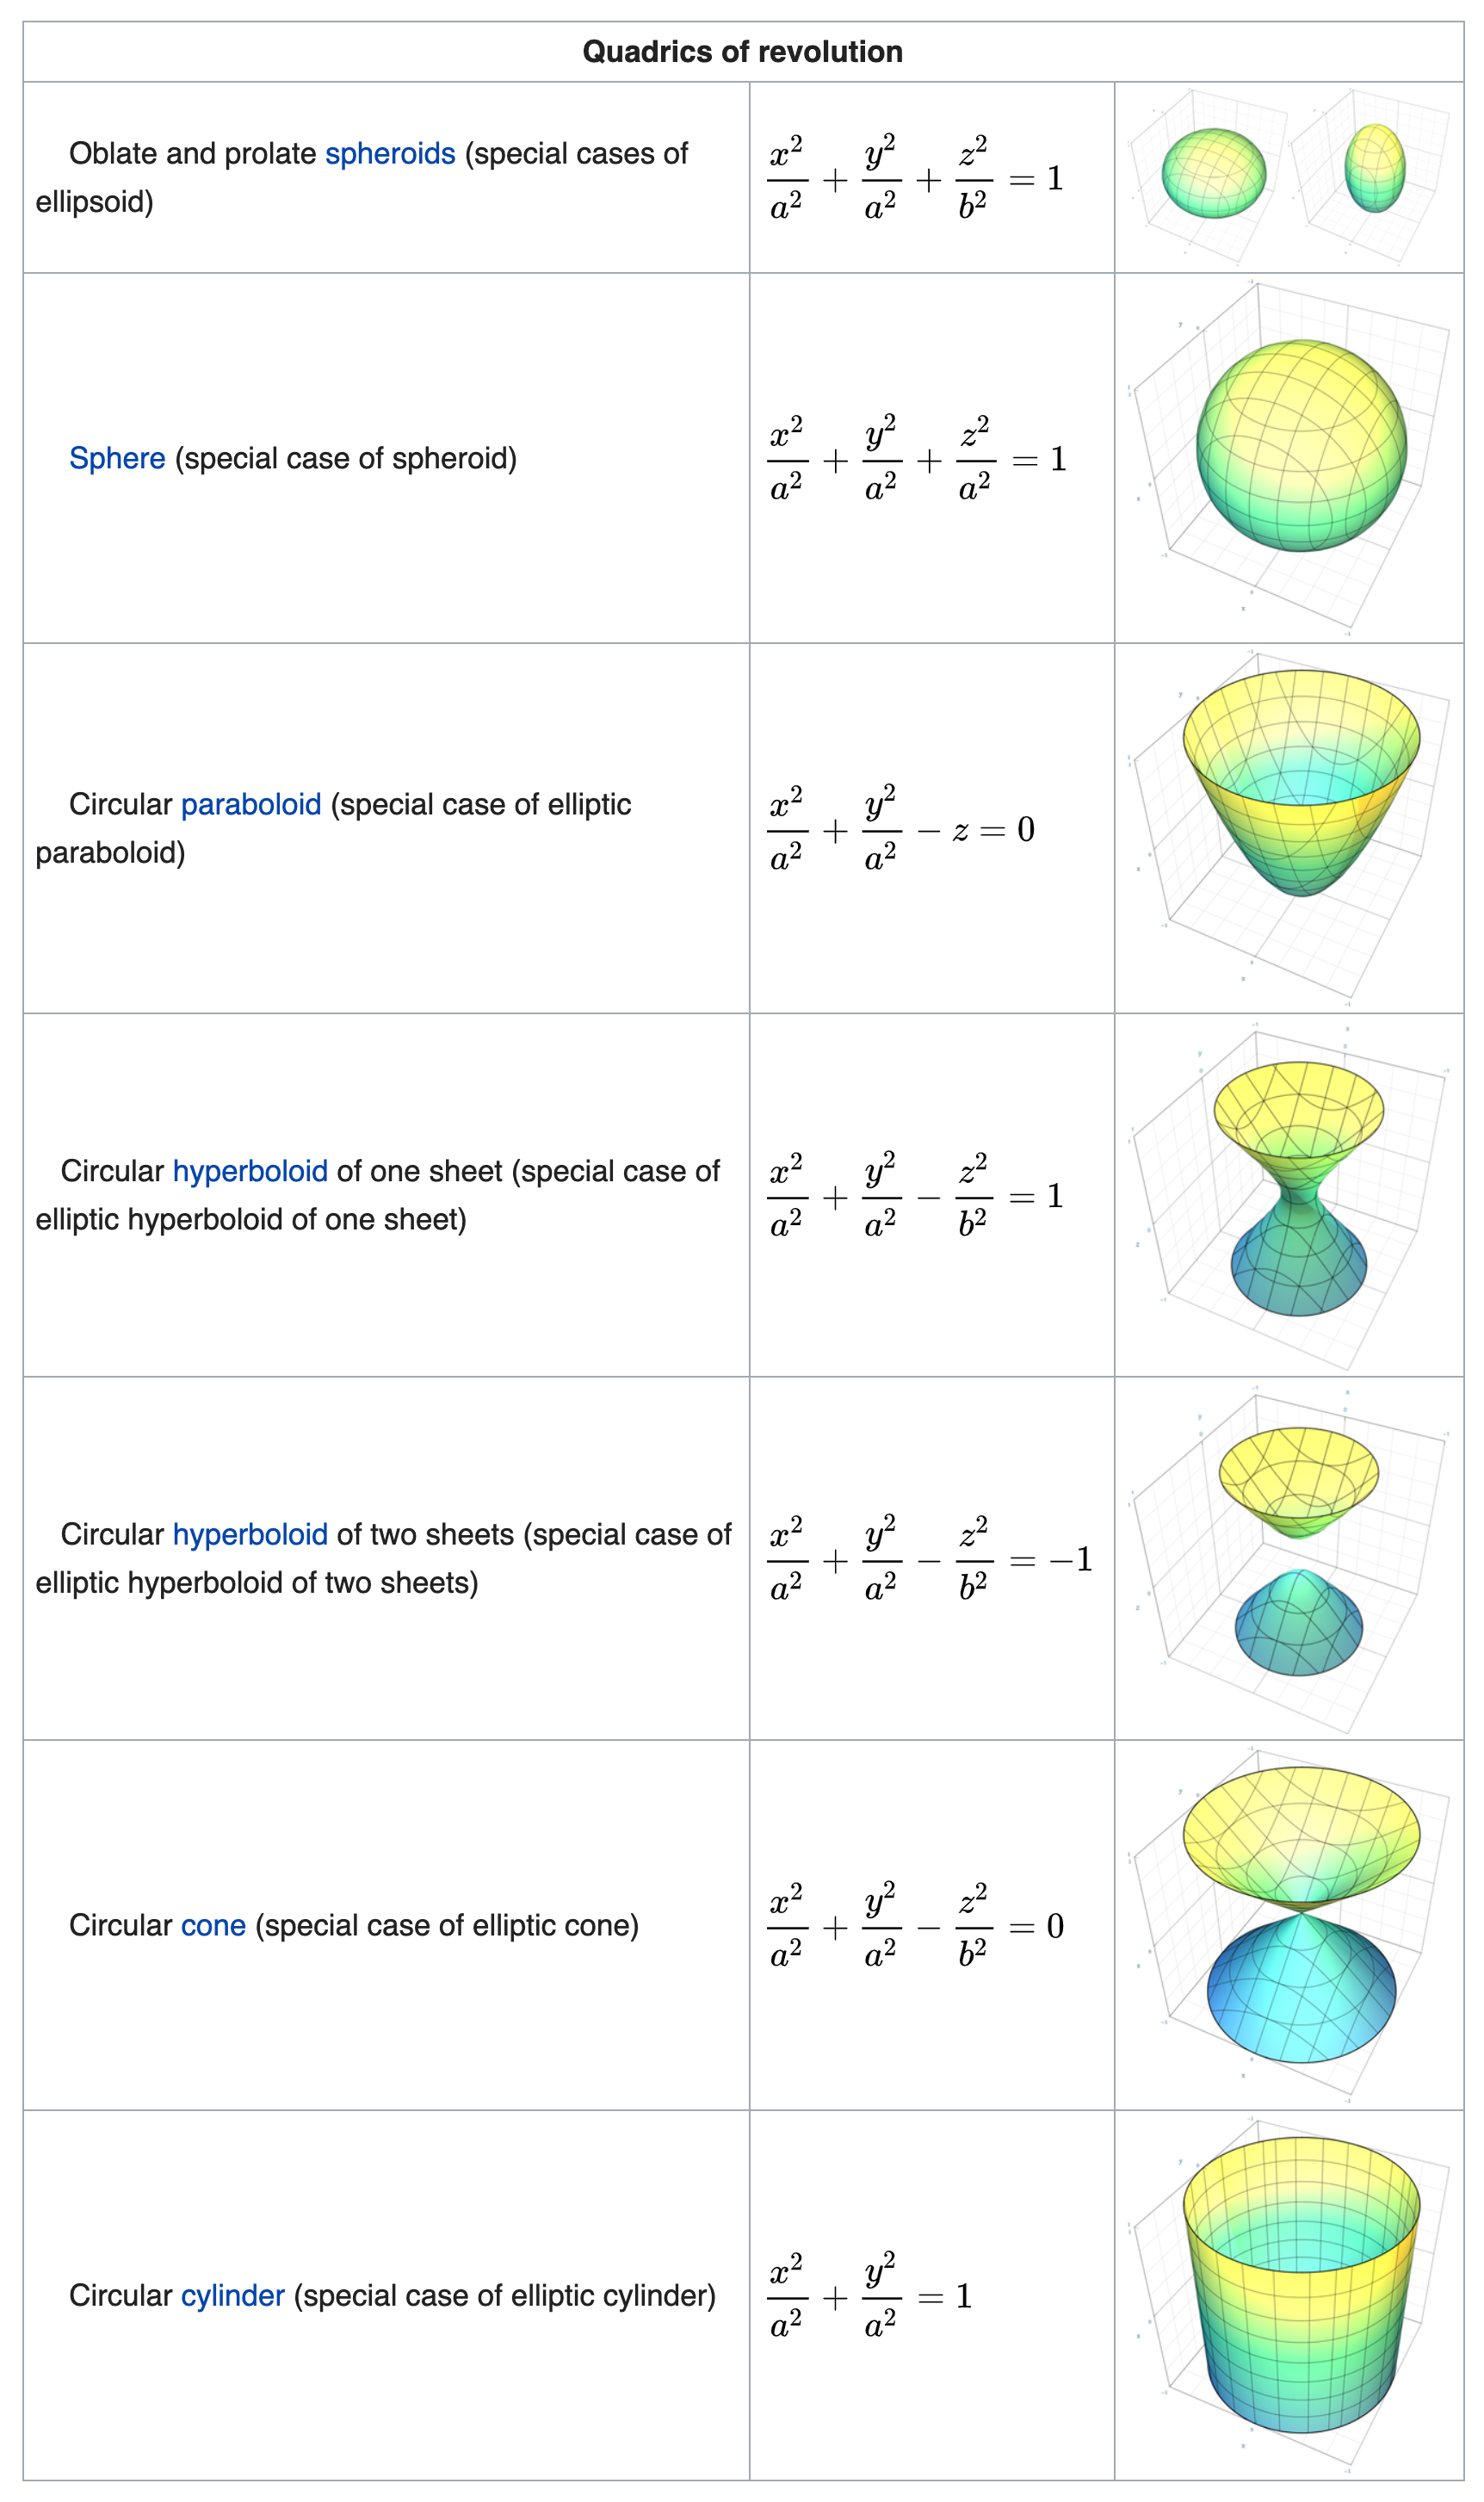 Quadrics of revolution
Oblate and prolate spheroids (special cases of
ellipsoid)
x²/a² + y²/a² + z²/b² = 1
Sphere (special case of spheroid)
x²/a² + y²/a² + z²/a² = 1
Circular paraboloid (special case of elliptic
paraboloid)
x²/a² + y²/a² − z = 0
Circular hyperboloid of one sheet (special case of
elliptic hyperboloid of one sheet)
x²/a² + y²/a² − z²/b² = 1
Circular hyperboloid of two sheets (special case of
elliptic hyperboloid of two sheets)
x²/a² + y²/a² − z²/b² = −1
Circular cone (special case of elliptic cone)
x²/a² + y²/a² − z²/b² = 0
Circular cylinder (special case of elliptic cylinder)
x²/a² + y²/a² = 1